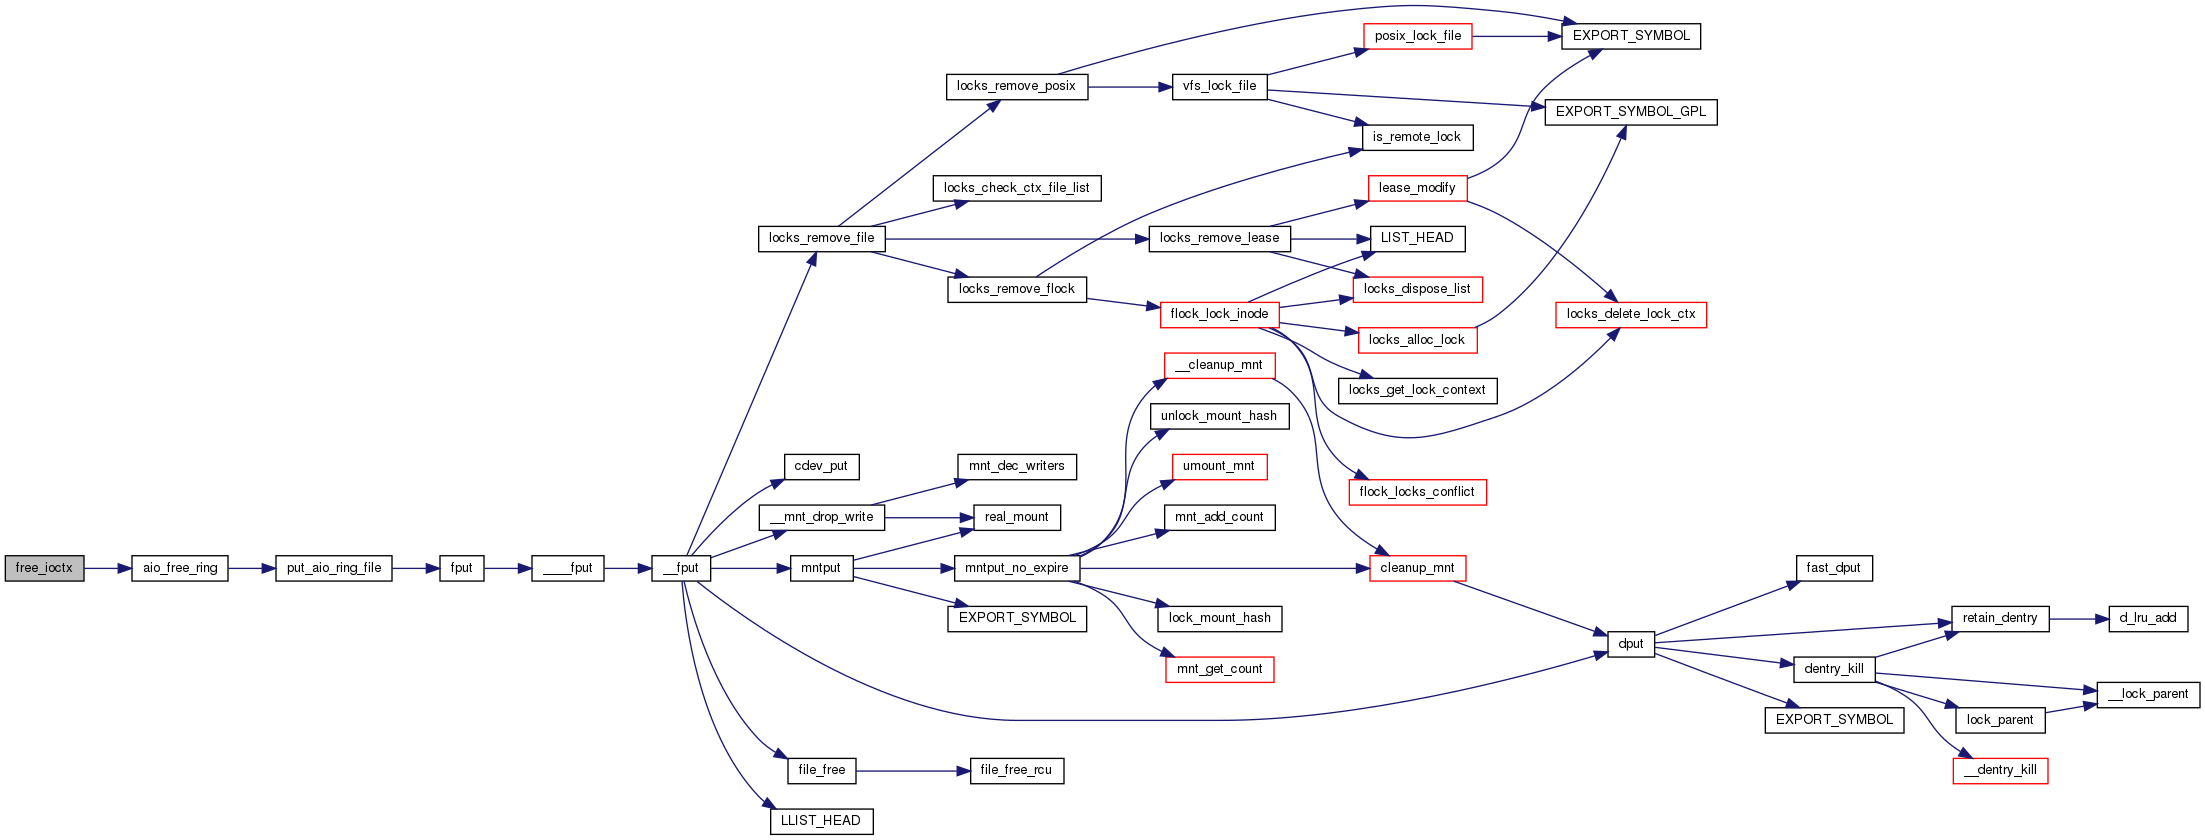 free_ioctx
aio_free_ring
put_aio_ring_file
fput
____fput
__fput
locks_remove_file
cdev_put
__mnt_drop_write
mntput
file_free
LLIST_HEAD
locks_remove_posix
locks_check_ctx_file_list
locks_remove_flock
mnt_dec_writers
real_mount
mntput_no_expire
EXPORT_SYMBOL
file_free_rcu
vfs_lock_file
locks_remove_lease
flock_lock_inode
__cleanup_mnt
unlock_mount_hash
umount_mnt
mnt_add_count
lock_mount_hash
mnt_get_count
posix_lock_file
is_remote_lock
lease_modify
LIST_HEAD
locks_dispose_list
locks_alloc_lock
locks_get_lock_context
flock_locks_conflict
cleanup_mnt
EXPORT_SYMBOL
EXPORT_SYMBOL_GPL
locks_delete_lock_ctx
dput
fast_dput
dentry_kill
EXPORT_SYMBOL
retain_dentry
lock_parent
__dentry_kill
d_lru_add
__lock_parent